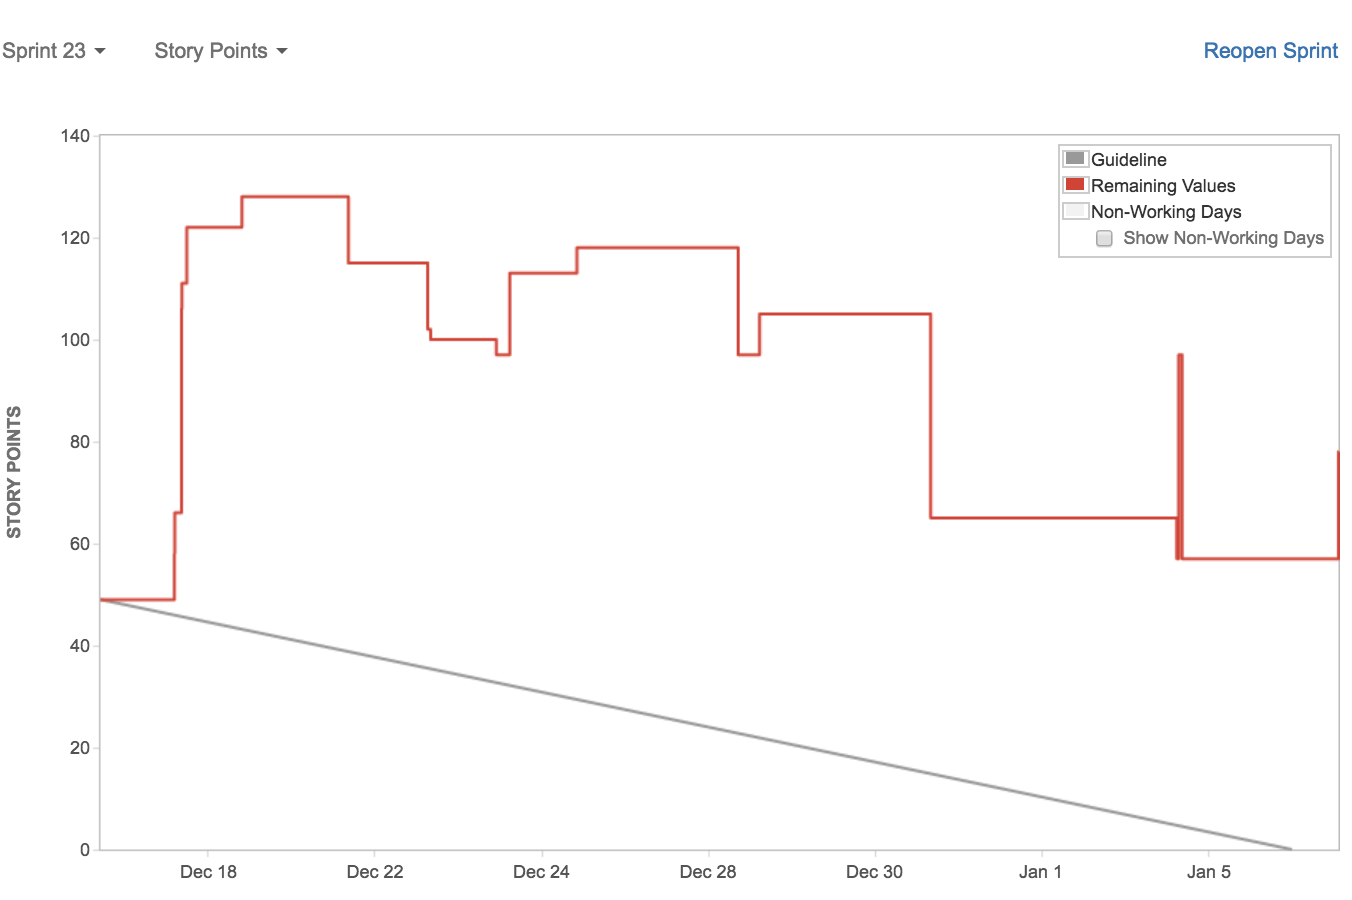 Sprint 23 Story Points Reopen Sprint
140
Guideline
Remaining Values
Non-Working Days
Show Non-Working Days
120
100
80
60
40
20
0
STORY POINTS
Dec 18 Dec 22 Dec 24 Dec 28 Dec 30 Jan 1 Jan 5